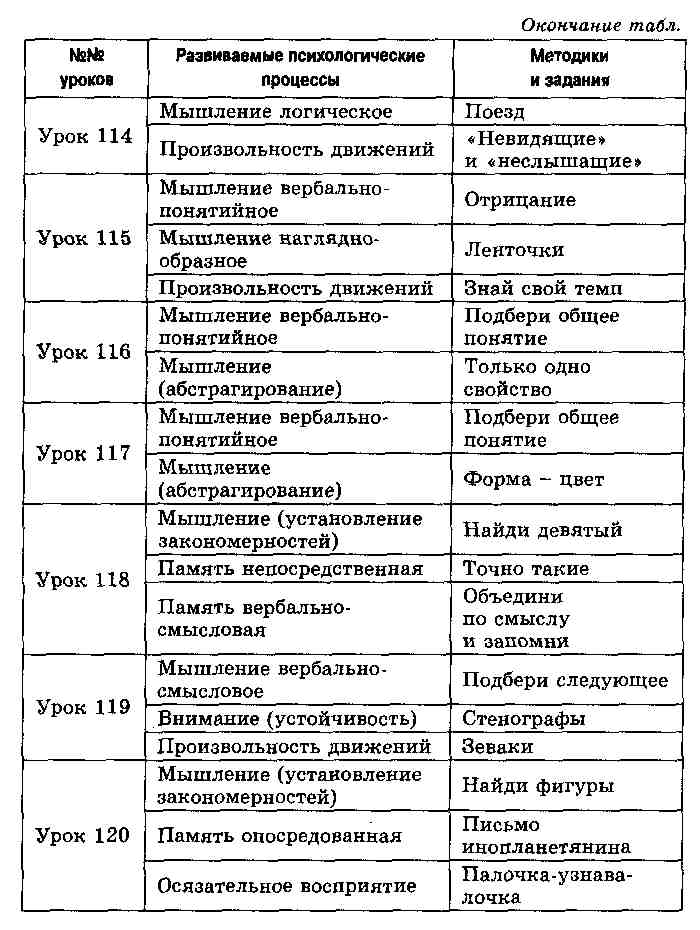 Окончание табл.
№№ уроков
Развиваемые психологические процессы
Методики и задания
Урок 114
Мышление логическое
Поезд
Произвольность движений
«Невидящие»
и «неслышащие»
Урок 115
Мышление вербально-
понятийное
Отрицание
Мышление наглядно-
образное
Ленточки
Произвольность движений
Знай свой темп
Урок 116
Мышление вербально-
понятийное
Подбери общее
понятие
Мышление
(абстрагирование)
Только одно
свойство
Урок 117
Мышление вербально-
понятийное
Подбери общее
понятие
Мышление
(абстрагирование)
Форма – цвет
Урок 118
Мышление (установление
закономерностей)
Найди девятый
Память непосредственная
Точно такие
Память вербально-
смысловая
Объедини
по смыслу
и запомни
Урок 119
Мышление вербально-
смысловое
Подбери следующее
Внимание (устойчивость)
Стенографы
Произвольность движений
Зеваки
Урок 120
Мышление (установление
закономерностей)
Найди фигуры
Память опосредованная
Письмо
инопланетянина
Осязательное восприятие
Палочка-узнава-
лочка